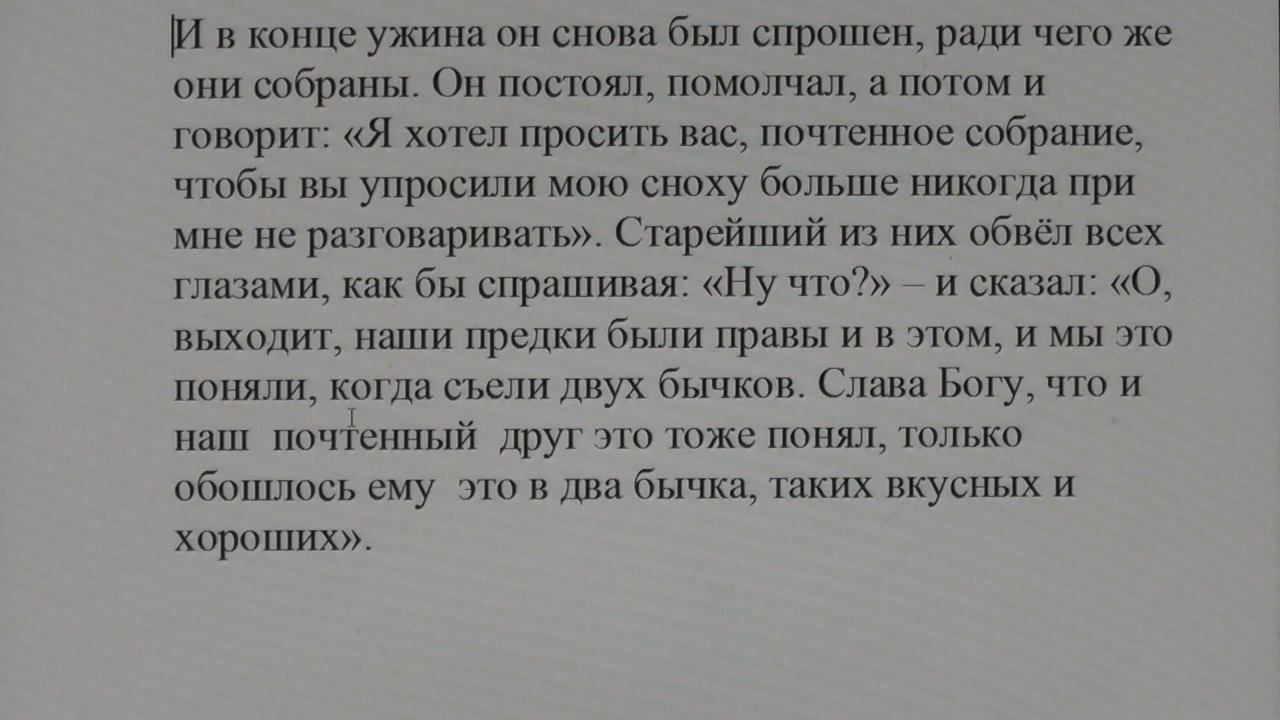 И в конце ужина он снова был спрошен, ради чего же
они собраны. Он постоял, помолчал, а потом и
говорит: «Я хотел просить вас, почтенное собрание,
чтобы вы упросили мою сноху больше никогда при
мне не разговаривать». Старейший из них обвёл всех
глазами, как бы спрашивая: «Ну что?» – и сказал: «О,
выходит, наши предки были правы и в этом, и мы это
поняли, когда съели двух бычков. Слава Богу, что и
наш  почтенный  друг это тоже понял, только
обошлось ему  это в два бычка, таких вкусных и
хороших».